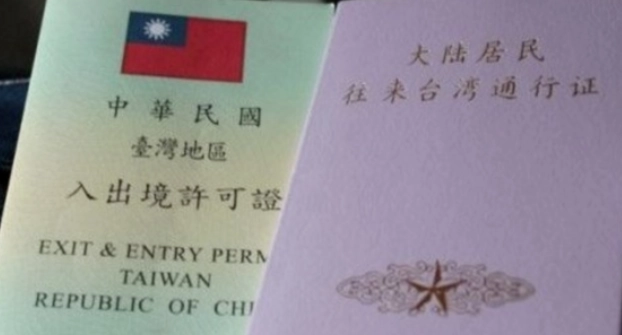 中華民國
臺灣地區
入出境許可證
EXIT & ENTRY PERM
TAIWAN
REPUBLIC OF CHI
大陆居民
往来台湾通行证